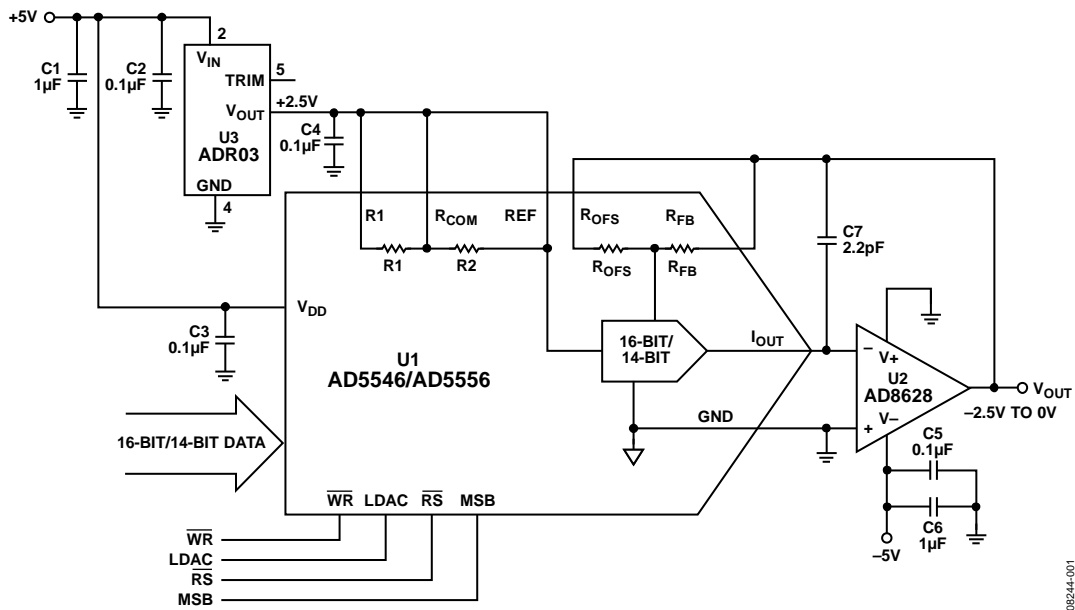 +5V
C1
1µF
C2
0.1µF
2
VIN
TRIM
5
VOUT
+2.5V
U3
ADR03
GND
4
C4
0.1µF
R1
RCOM
REF
ROFS
RFB
R1
R2
ROFS
RFB
C7
2.2pF
VDD
C3
0.1µF
U1
AD5546/AD5556
16-BIT/
14-BIT
IOUT
GND
−
V+
U2
AD8628
V−
+
VOUT
−2.5V TO 0V
C5
0.1µF
C6
1µF
−5V
16-BIT/14-BIT DATA
WR LDAC RS MSB
WR
LDAC
RS
MSB
08244-001